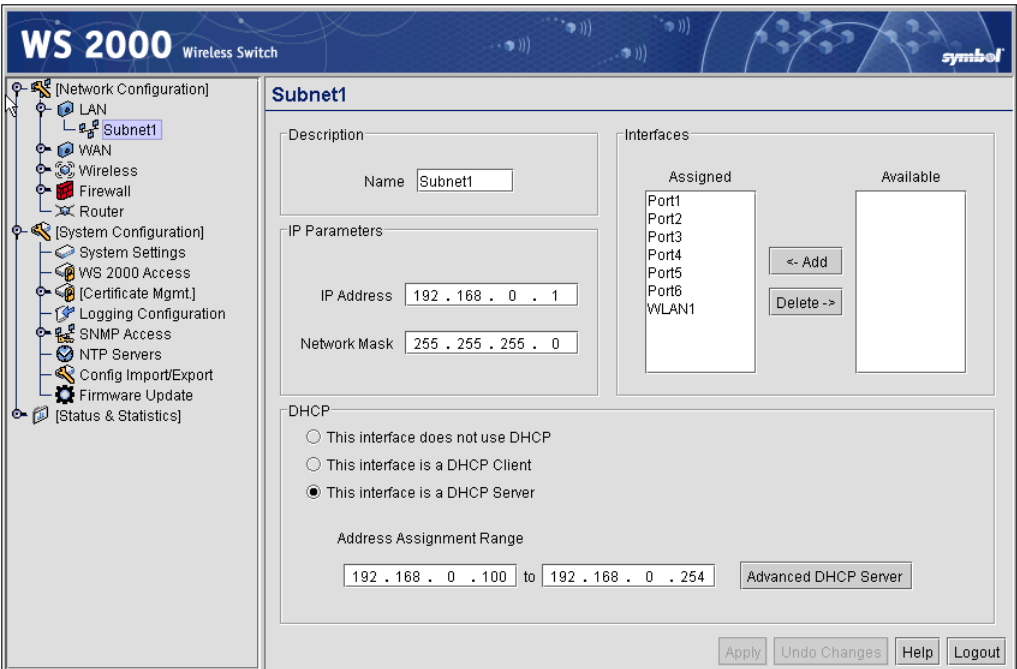 WS 2000 Wireless Switch
symbol
[Network Configuration]
LAN
Subnet1
WAN
Wireless
Firewall
Router
[System Configuration]
System Settings
WS 2000 Access
[Certificate Mgmt.]
Logging Configuration
SNMP Access
NTP Servers
Config Import/Export
Firmware Update
[Status & Statistics]
Subnet1
Description
Name Subnet1
IP Parameters
IP Address 192 . 168 . 0 . 1
Network Mask 255 . 255 . 255 . 0
Interfaces
Assigned
Port1
Port2
Port3
Port4
Port5
Port6
WLAN1
<- Add
Delete ->
Available
DHCP
This interface does not use DHCP
This interface is a DHCP Client
This interface is a DHCP Server
Address Assignment Range
192 . 168 . 0 . 100 to 192 . 168 . 0 . 254 Advanced DHCP Server
Apply Undo Changes Help Logout